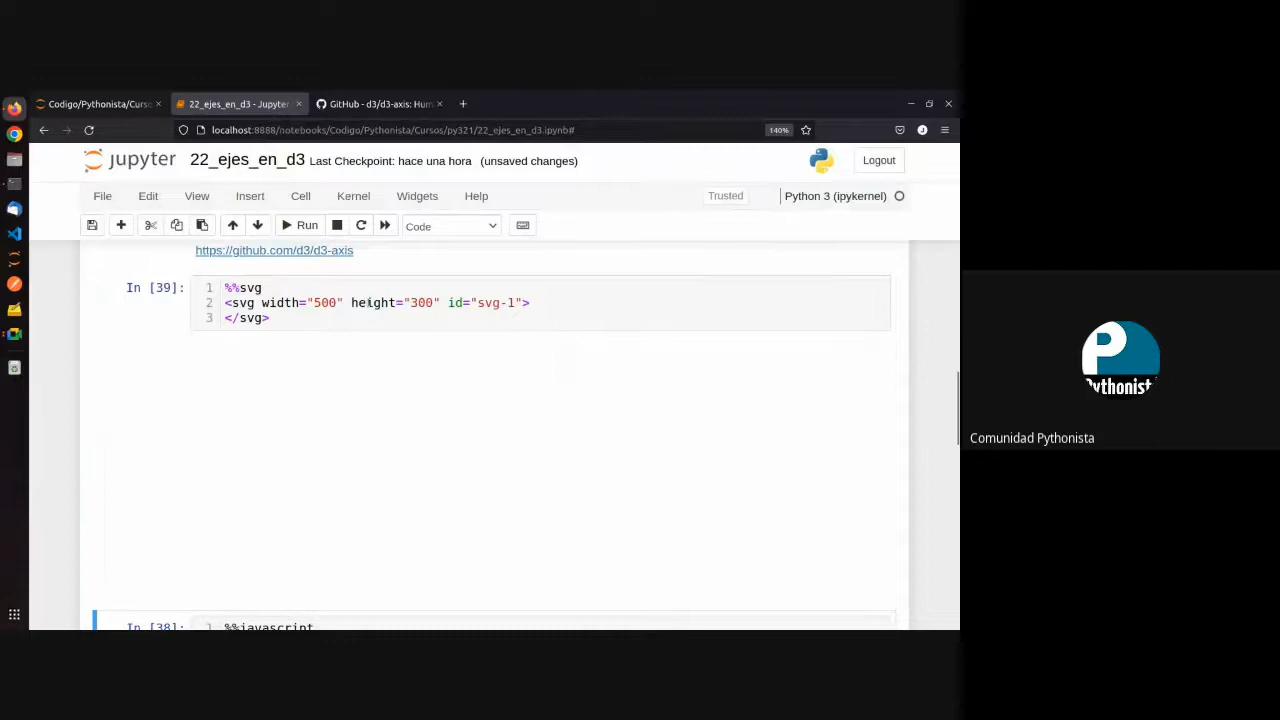 Codigo/Pythonista/Curso
22_ejes_en_d3 - Jupyter
GitHub - d3/d3-axis: Hum
localhost:8888/notebooks/Codigo/Pythonista/Cursos/py321/22_ejes_en_d3.ipynb#
140%
jupyter 22_ejes_en_d3 Last Checkpoint: hace una hora (unsaved changes)
Logout
File Edit View Insert Cell Kernel Widgets Help
Trusted
Python 3 (ipykernel)
Run
Code
https://github.com/d3/d3-axis
In [39]:
1 %%svg
2 <svg width="500" height="300" id="svg-1">
3 </svg>
In [38]:
1 %%javascript
Pythonist
Comunidad Pythonista